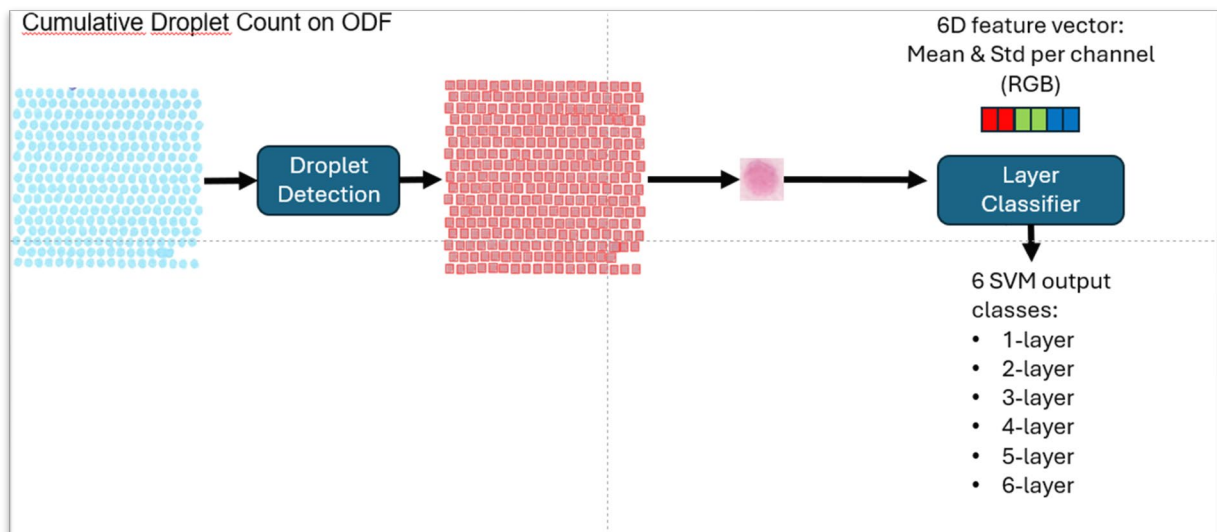 Cumulative Droplet Count on ODF
6D feature vector:
Mean & Std per channel
(RGB)
Droplet
Detection
Layer
Classifier
6 SVM output
classes:
• 1-layer
• 2-layer
• 3-layer
• 4-layer
• 5-layer
• 6-layer